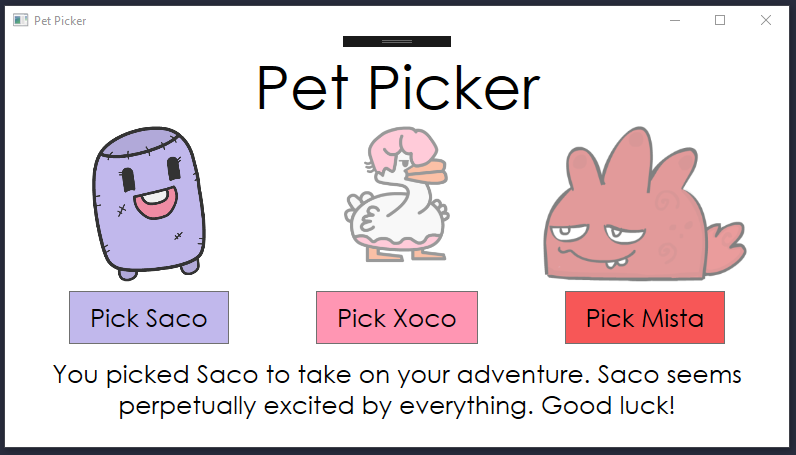 Pet Picker
Pet Picker
Pick Saco
Pick Xoco
Pick Mista
You picked Saco to take on your adventure. Saco seems
perpetually excited by everything. Good luck!